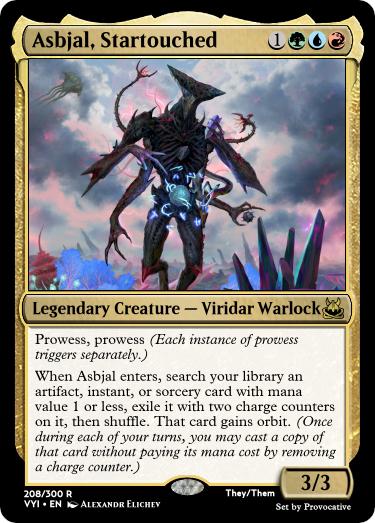 Asbjal, Startouched
1
Legendary Creature — Viridar Warlock
Prowess, prowess (Each instance of prowess
triggers separately.)
When Asbjal enters, search your library an
artifact, instant, or sorcery card with mana
value 1 or less, exile it with two charge counters
on it, then shuffle. That card gains orbit. (Once
during each of your turns, you may cast a copy of
that card without paying its mana cost by removing
a charge counter.)
3/3
208/300 R
They/Them
VYI • EN Alexandr Elichev
Set by Provocative